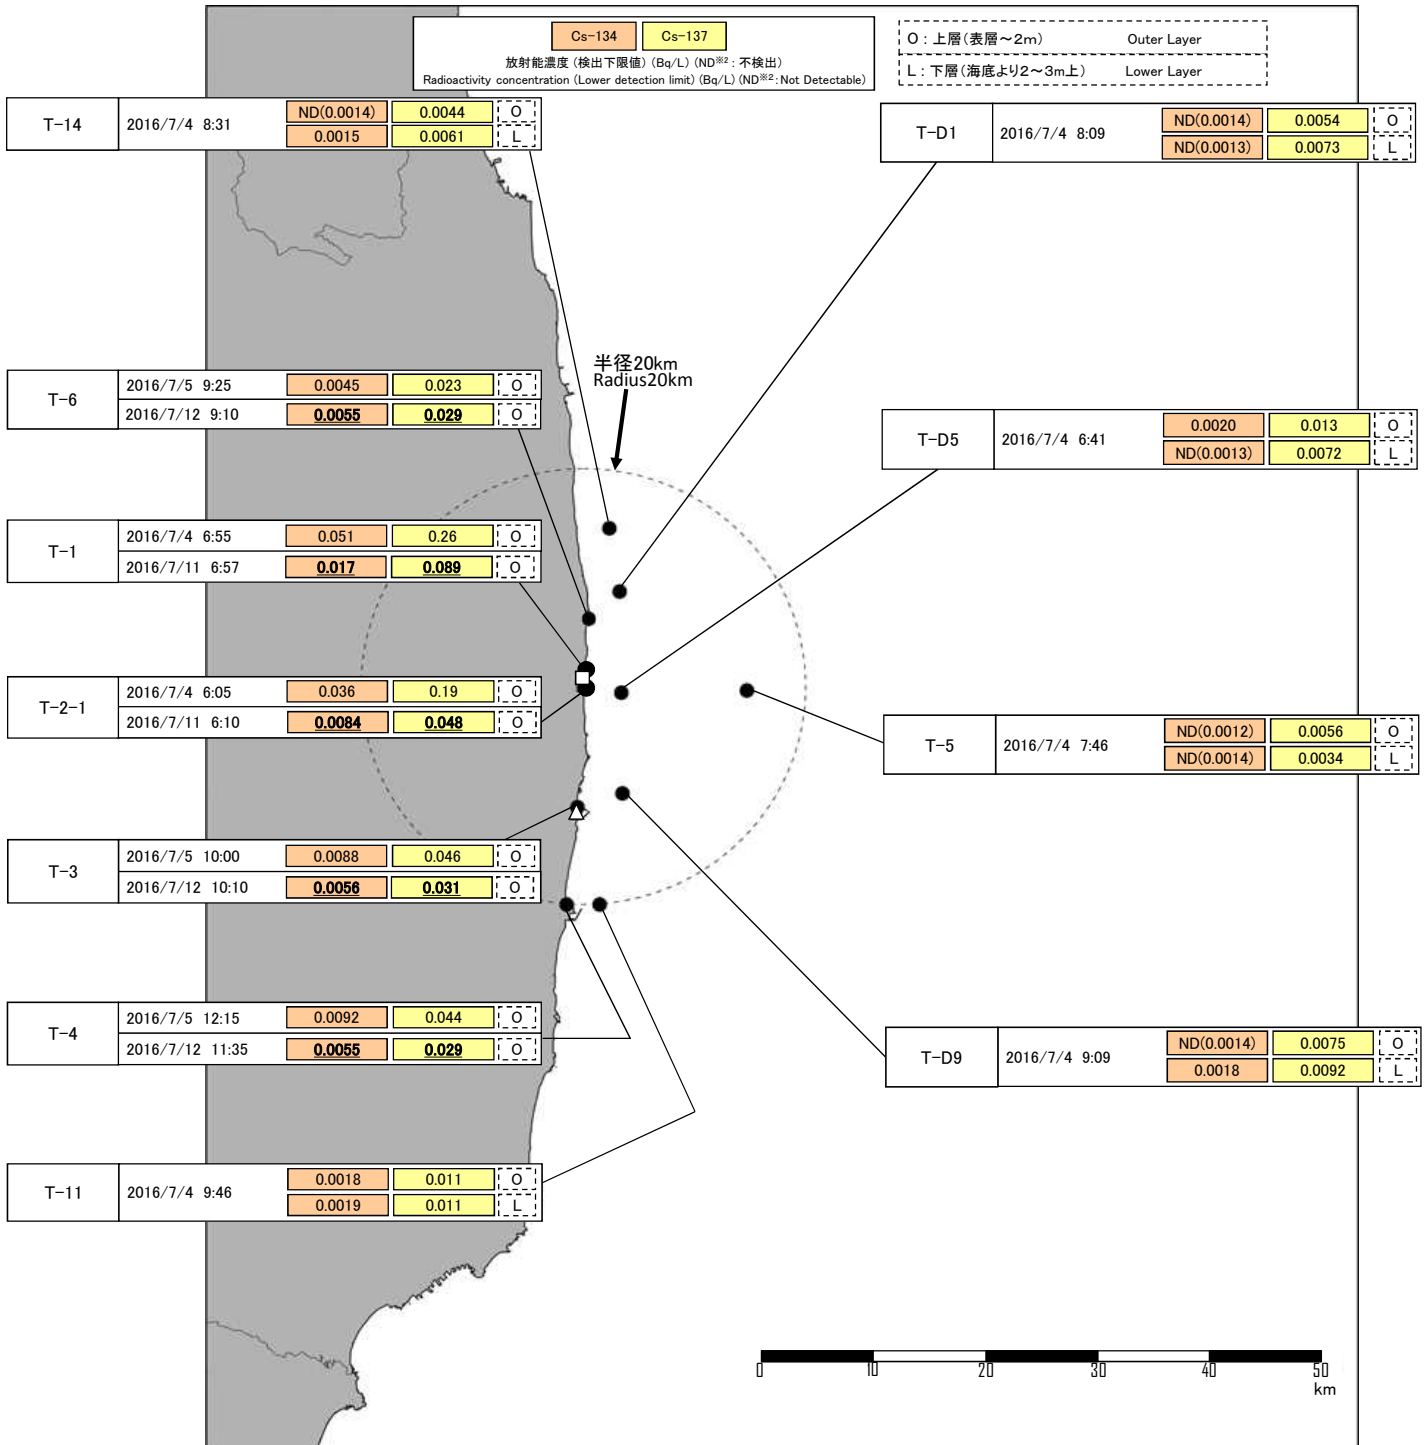 Cs-134 Cs-137
放射能濃度 (検出下限値) (Bq/L) (ND※2 : 不検出)
Radioactivity concentration (Lower detection limit) (Bq/L) (ND※2 : Not Detectable)
O : 上層(表層～2m) Outer Layer
L : 下層(海底より2～3m上) Lower Layer
T-14 2016/7/4 8:31
ND(0.0014) 0.0044 O
0.0015 0.0061 L
T-D1 2016/7/4 8:09
ND(0.0014) 0.0054 O
ND(0.0013) 0.0073 L
半径20km
Radius20km
T-6
2016/7/5 9:25 0.0045 0.023 O
2016/7/12 9:10 0.0055 0.029 O
T-D5 2016/7/4 6:41
0.0020 0.013 O
ND(0.0013) 0.0072 L
T-1
2016/7/4 6:55 0.051 0.26 O
2016/7/11 6:57 0.017 0.089 O
T-2-1
2016/7/4 6:05 0.036 0.19 O
2016/7/11 6:10 0.0084 0.048 O
T-5 2016/7/4 7:46
ND(0.0012) 0.0056 O
ND(0.0014) 0.0034 L
T-3
2016/7/5 10:00 0.0088 0.046 O
2016/7/12 10:10 0.0056 0.031 O
T-4
2016/7/5 12:15 0.0092 0.044 O
2016/7/12 11:35 0.0055 0.029 O
T-D9 2016/7/4 9:09
ND(0.0014) 0.0075 O
0.0018 0.0092 L
T-11 2016/7/4 9:46
0.0018 0.011 O
0.0019 0.011 L
0 10 20 30 40 50
km